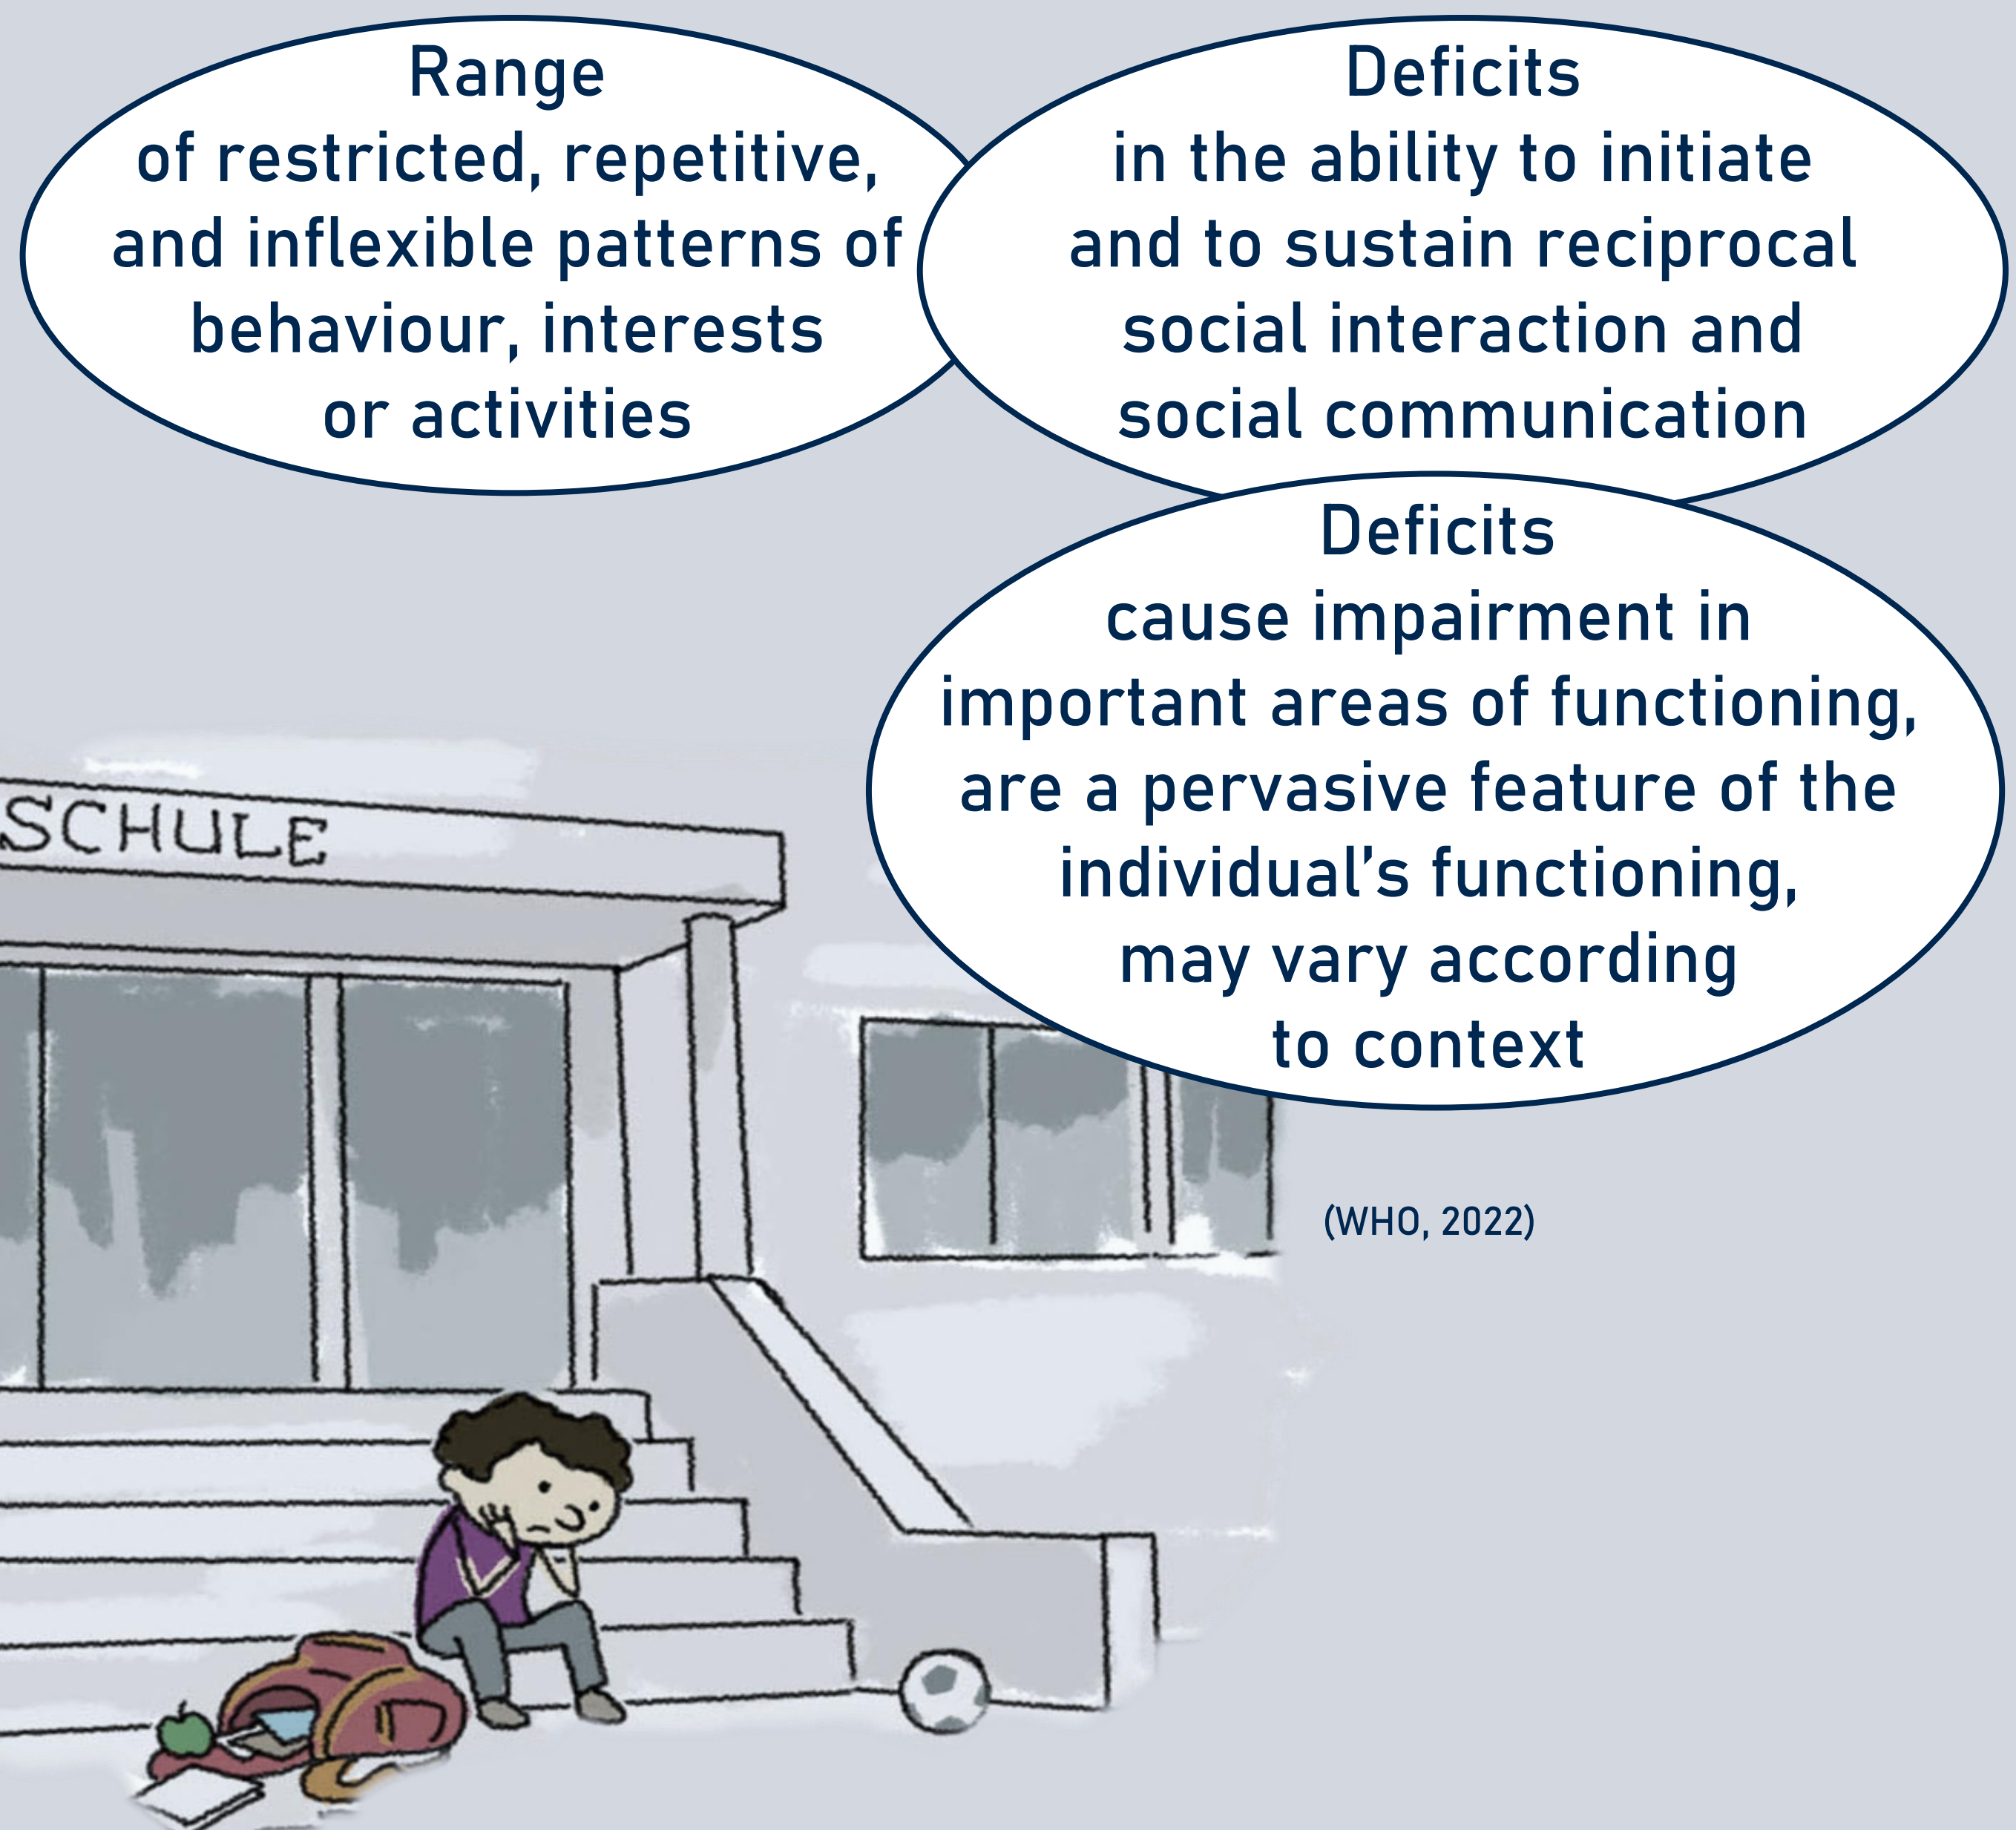 Range
of restricted, repetitive,
and inflexible patterns of
behaviour, interests
or activities
Deficits
in the ability to initiate
and to sustain reciprocal
social interaction and
social communication
Deficits
cause impairment in
important areas of functioning,
are a pervasive feature of the
individual’s functioning,
may vary according
to context
SCHULE
(WHO, 2022)